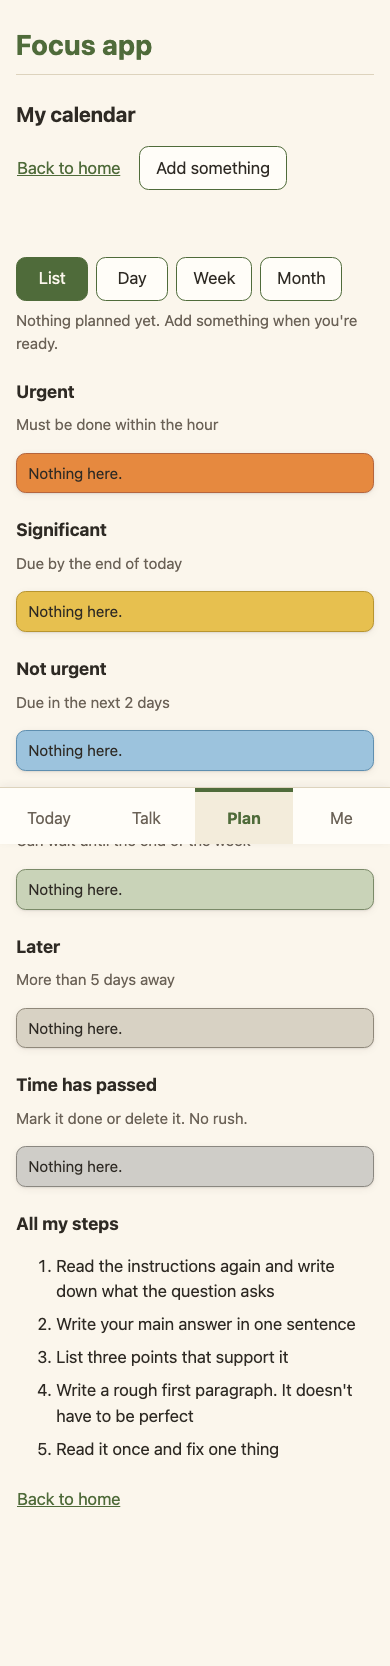 Focus app
My calendar
Back to home
Add something
List
Day
Week
Month
Nothing planned yet. Add something when you're
ready.
Urgent
Must be done within the hour
Nothing here.
Significant
Due by the end of today
Nothing here.
Not urgent
Due in the next 2 days
Nothing here.
Today
Talk
Plan
Me
Nothing here.
Later
More than 5 days away
Nothing here.
Time has passed
Mark it done or delete it. No rush.
Nothing here.
All my steps
1. Read the instructions again and write
down what the question asks
2. Write your main answer in one sentence
3. List three points that support it
4. Write a rough first paragraph. It doesn't
have to be perfect
5. Read it once and fix one thing
Back to home